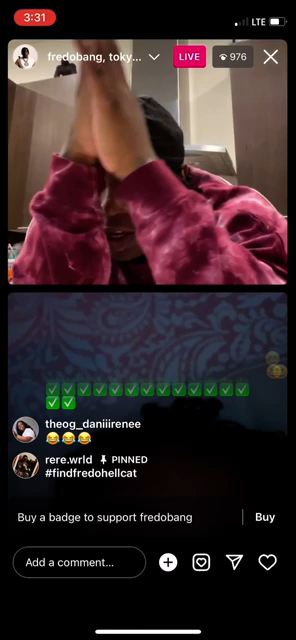 3:31
LTE
fredobang, toky...
LIVE
976
✅✅✅✅✅✅✅✅✅✅✅✅✅
✅✅
theog_daniiirenee
😂😂😂
rere.wrld PINNED
#findfredohellcat
Buy a badge to support fredobang
Buy
Add a comment...